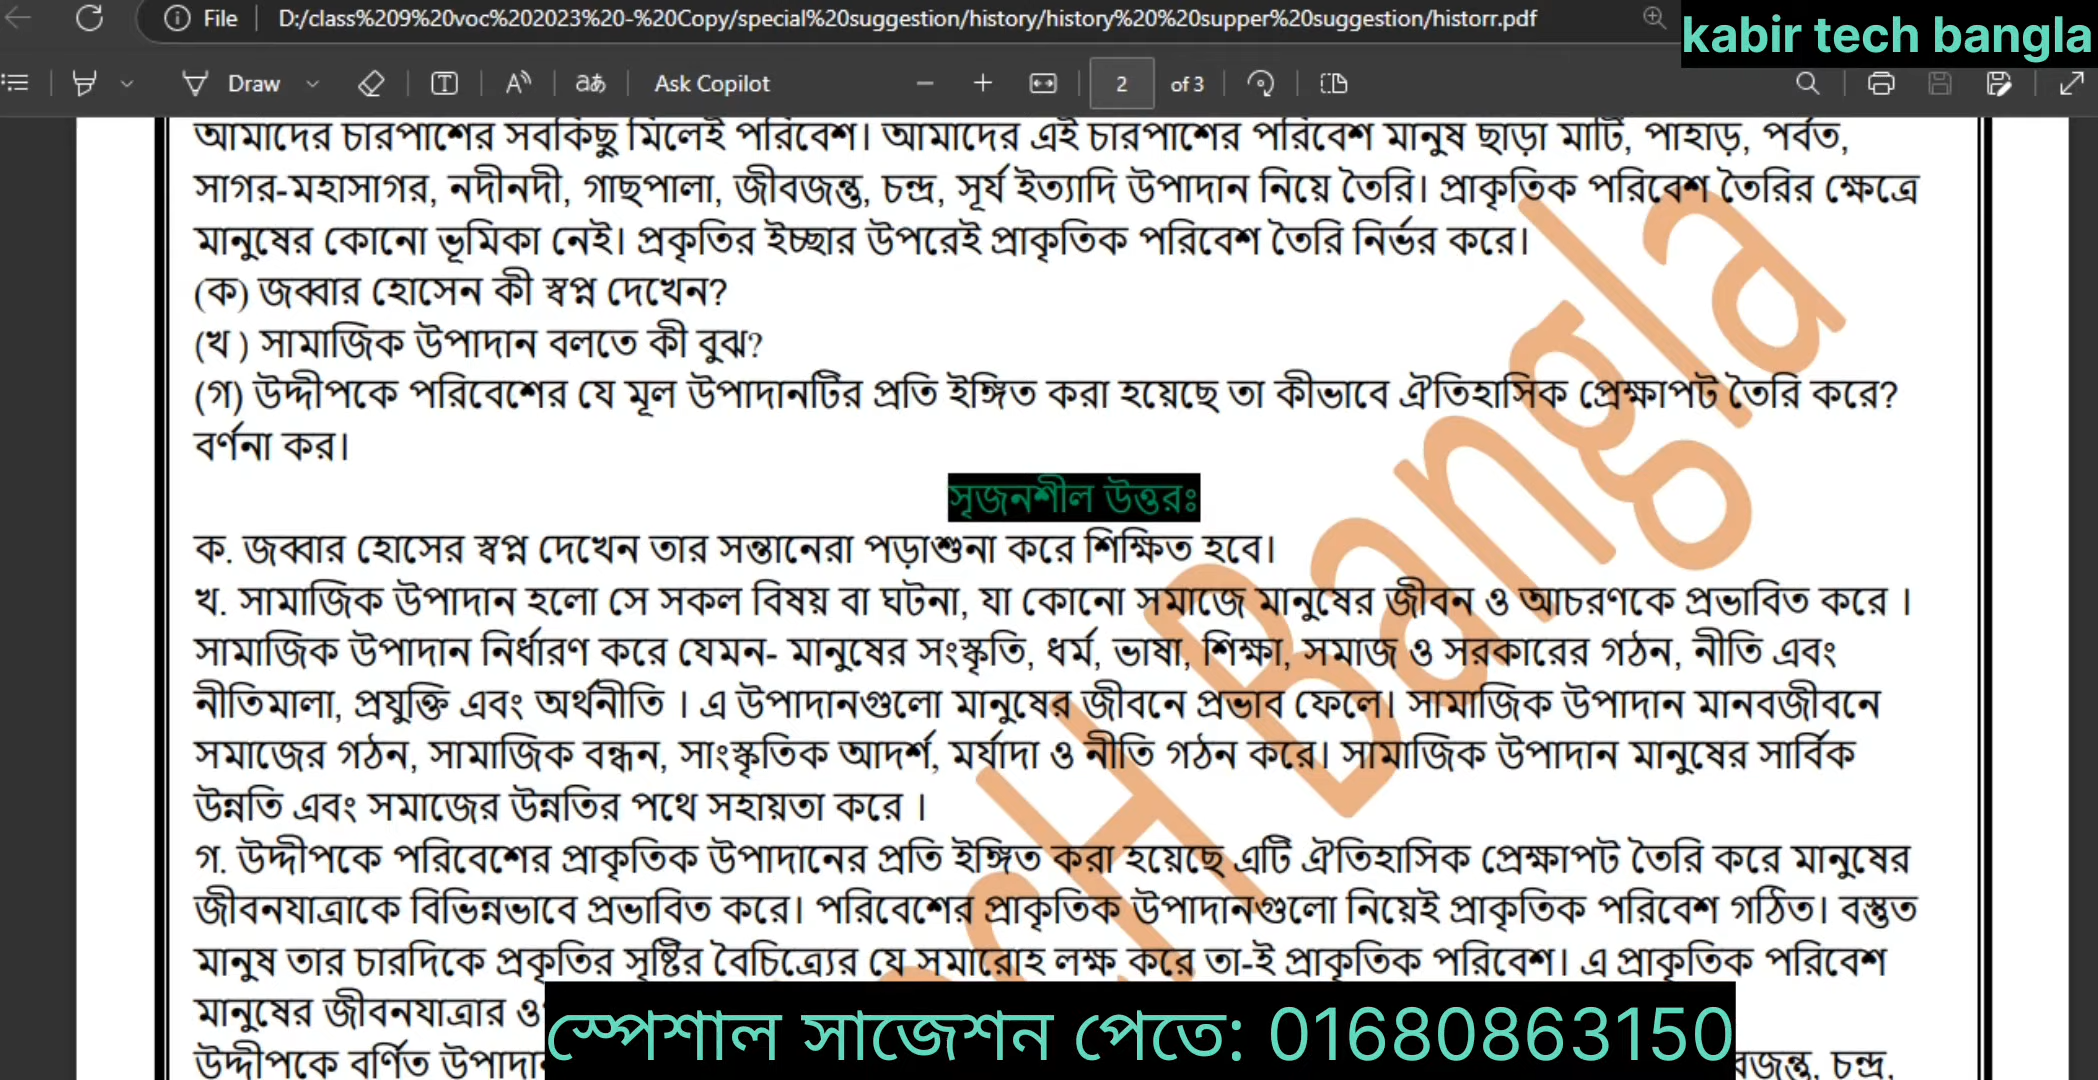 File
D:/class%209%20voc%202023%20-%20Copy/special%20suggestion/history/history%20%20supper%20suggestion/historr.pdf
kabir tech bangla
Draw
Ask Copilot
2 of 3
আমাদের চারপাশের সবকিছু মিলেই পরিবেশ। আমাদের এই চারপাশের পরিবেশ মানুষ ছাড়া মাটি, পাহাড়, পর্বত,
সাগর-মহাসাগর, নদীনদী, গাছপালা, জীবজন্তু, চন্দ্র, সূর্য ইত্যাদি উপাদান নিয়ে তৈরি। প্রাকৃতিক পরিবেশ তৈরির ক্ষেত্রে
মানুষের কোনো ভূমিকা নেই। প্রকৃতির ইচ্ছার উপরেই প্রাকৃতিক পরিবেশ তৈরি নির্ভর করে।
(ক) জব্বার হোসেন কী স্বপ্ন দেখেন?
(খ ) সামাজিক উপাদান বলতে কী বুঝ?
(গ) উদ্দীপকে পরিবেশের যে মূল উপাদানটির প্রতি ইঙ্গিত করা হয়েছে তা কীভাবে ঐতিহাসিক প্রেক্ষাপট তৈরি করে?
বর্ণনা কর।
সৃজনশীল উত্তরঃ
ক. জব্বার হোসের স্বপ্ন দেখেন তার সন্তানেরা পড়াশুনা করে শিক্ষিত হবে।
খ. সামাজিক উপাদান হলো সে সকল বিষয় বা ঘটনা, যা কোনো সমাজে মানুষের জীবন ও আচরণকে প্রভাবিত করে ।
সামাজিক উপাদান নির্ধারণ করে যেমন- মানুষের সংস্কৃতি, ধর্ম, ভাষা, শিক্ষা, সমাজ ও সরকারের গঠন, নীতি এবং
নীতিমালা, প্রযুক্তি এবং অর্থনীতি । এ উপাদানগুলো মানুষের জীবনে প্রভাব ফেলে। সামাজিক উপাদান মানবজীবনে
সমাজের গঠন, সামাজিক বন্ধন, সাংস্কৃতিক আদর্শ, মর্যাদা ও নীতি গঠন করে। সামাজিক উপাদান মানুষের সার্বিক
উন্নতি এবং সমাজের উন্নতির পথে সহায়তা করে ।
গ. উদ্দীপকে পরিবেশের প্রাকৃতিক উপাদানের প্রতি ইঙ্গিত করা হয়েছে এটি ঐতিহাসিক প্রেক্ষাপট তৈরি করে মানুষের
জীবনযাত্রাকে বিভিন্নভাবে প্রভাবিত করে। পরিবেশের প্রাকৃতিক উপাদানগুলো নিয়েই প্রাকৃতিক পরিবেশ গঠিত। বস্তুত
মানুষ তার চারদিকে প্রকৃতির সৃষ্টির বৈচিত্র্যের যে সমারোহ লক্ষ করে তা-ই প্রাকৃতিক পরিবেশ। এ প্রাকৃতিক পরিবেশ
মানুষের জীবনযাত্রার
উদ্দীপকে বর্ণিত চন্দ্র,
স্পেশাল সাজেশন পেতে: 01680863150
Bangla